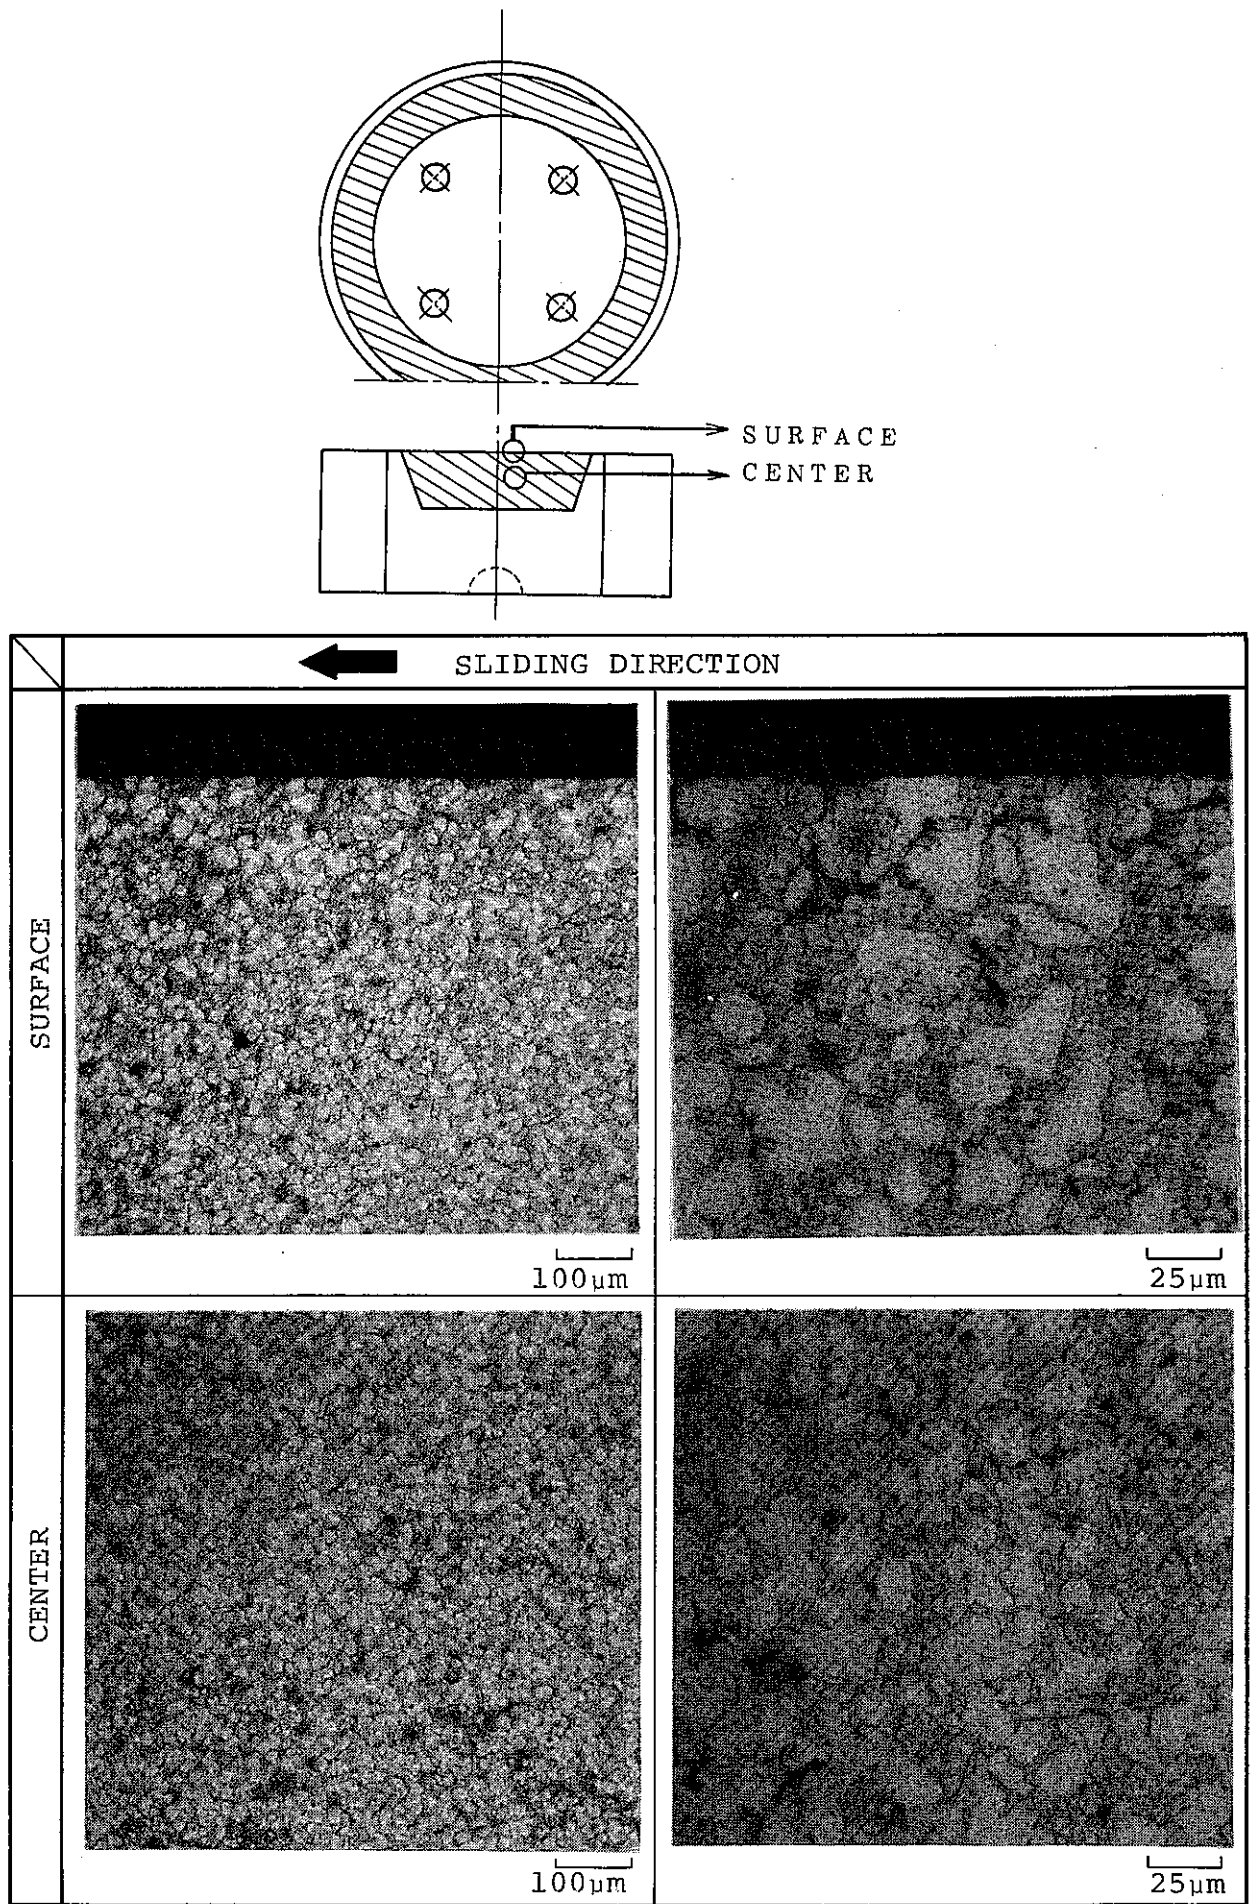 SURFACE
CENTER
SLIDING DIRECTION
SURFACE
100μm
25μm
CENTER
100μm
25μm